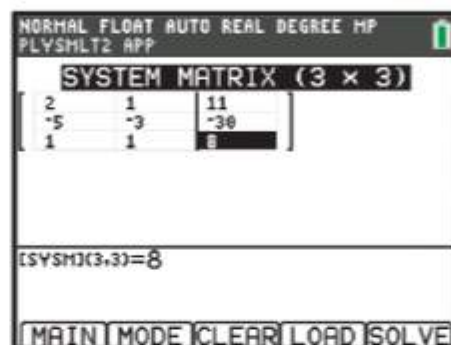 NORMAL FLOAT AUTO REAL DEGREE MP
PLYSMLT2 APP
SYSTEM MATRIX (3 × 3)
2 1 11
-5 -3 -30
1 1 8
[SYSM](3,3)=8
MAIN MODE CLEAR LOAD SOLVE